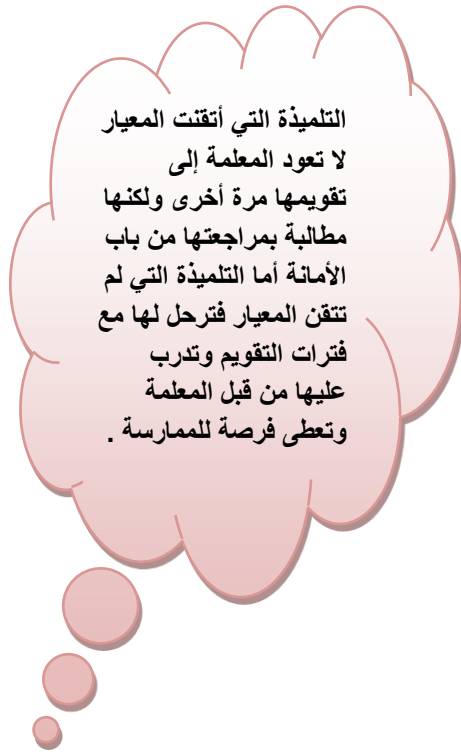 التلميذة التي أتقنت المعيار
لا تعود المعلمة إلى
تقويمها مرة أخرى ولكنها
مطالبة بمراجعتها من باب
الأمانة أما التلميذة التي لم
تتقن المعيار فترحل لها مع
فترات التقويم وتدرب
عليها من قبل المعلمة
وتعطى فرصة للممارسة .